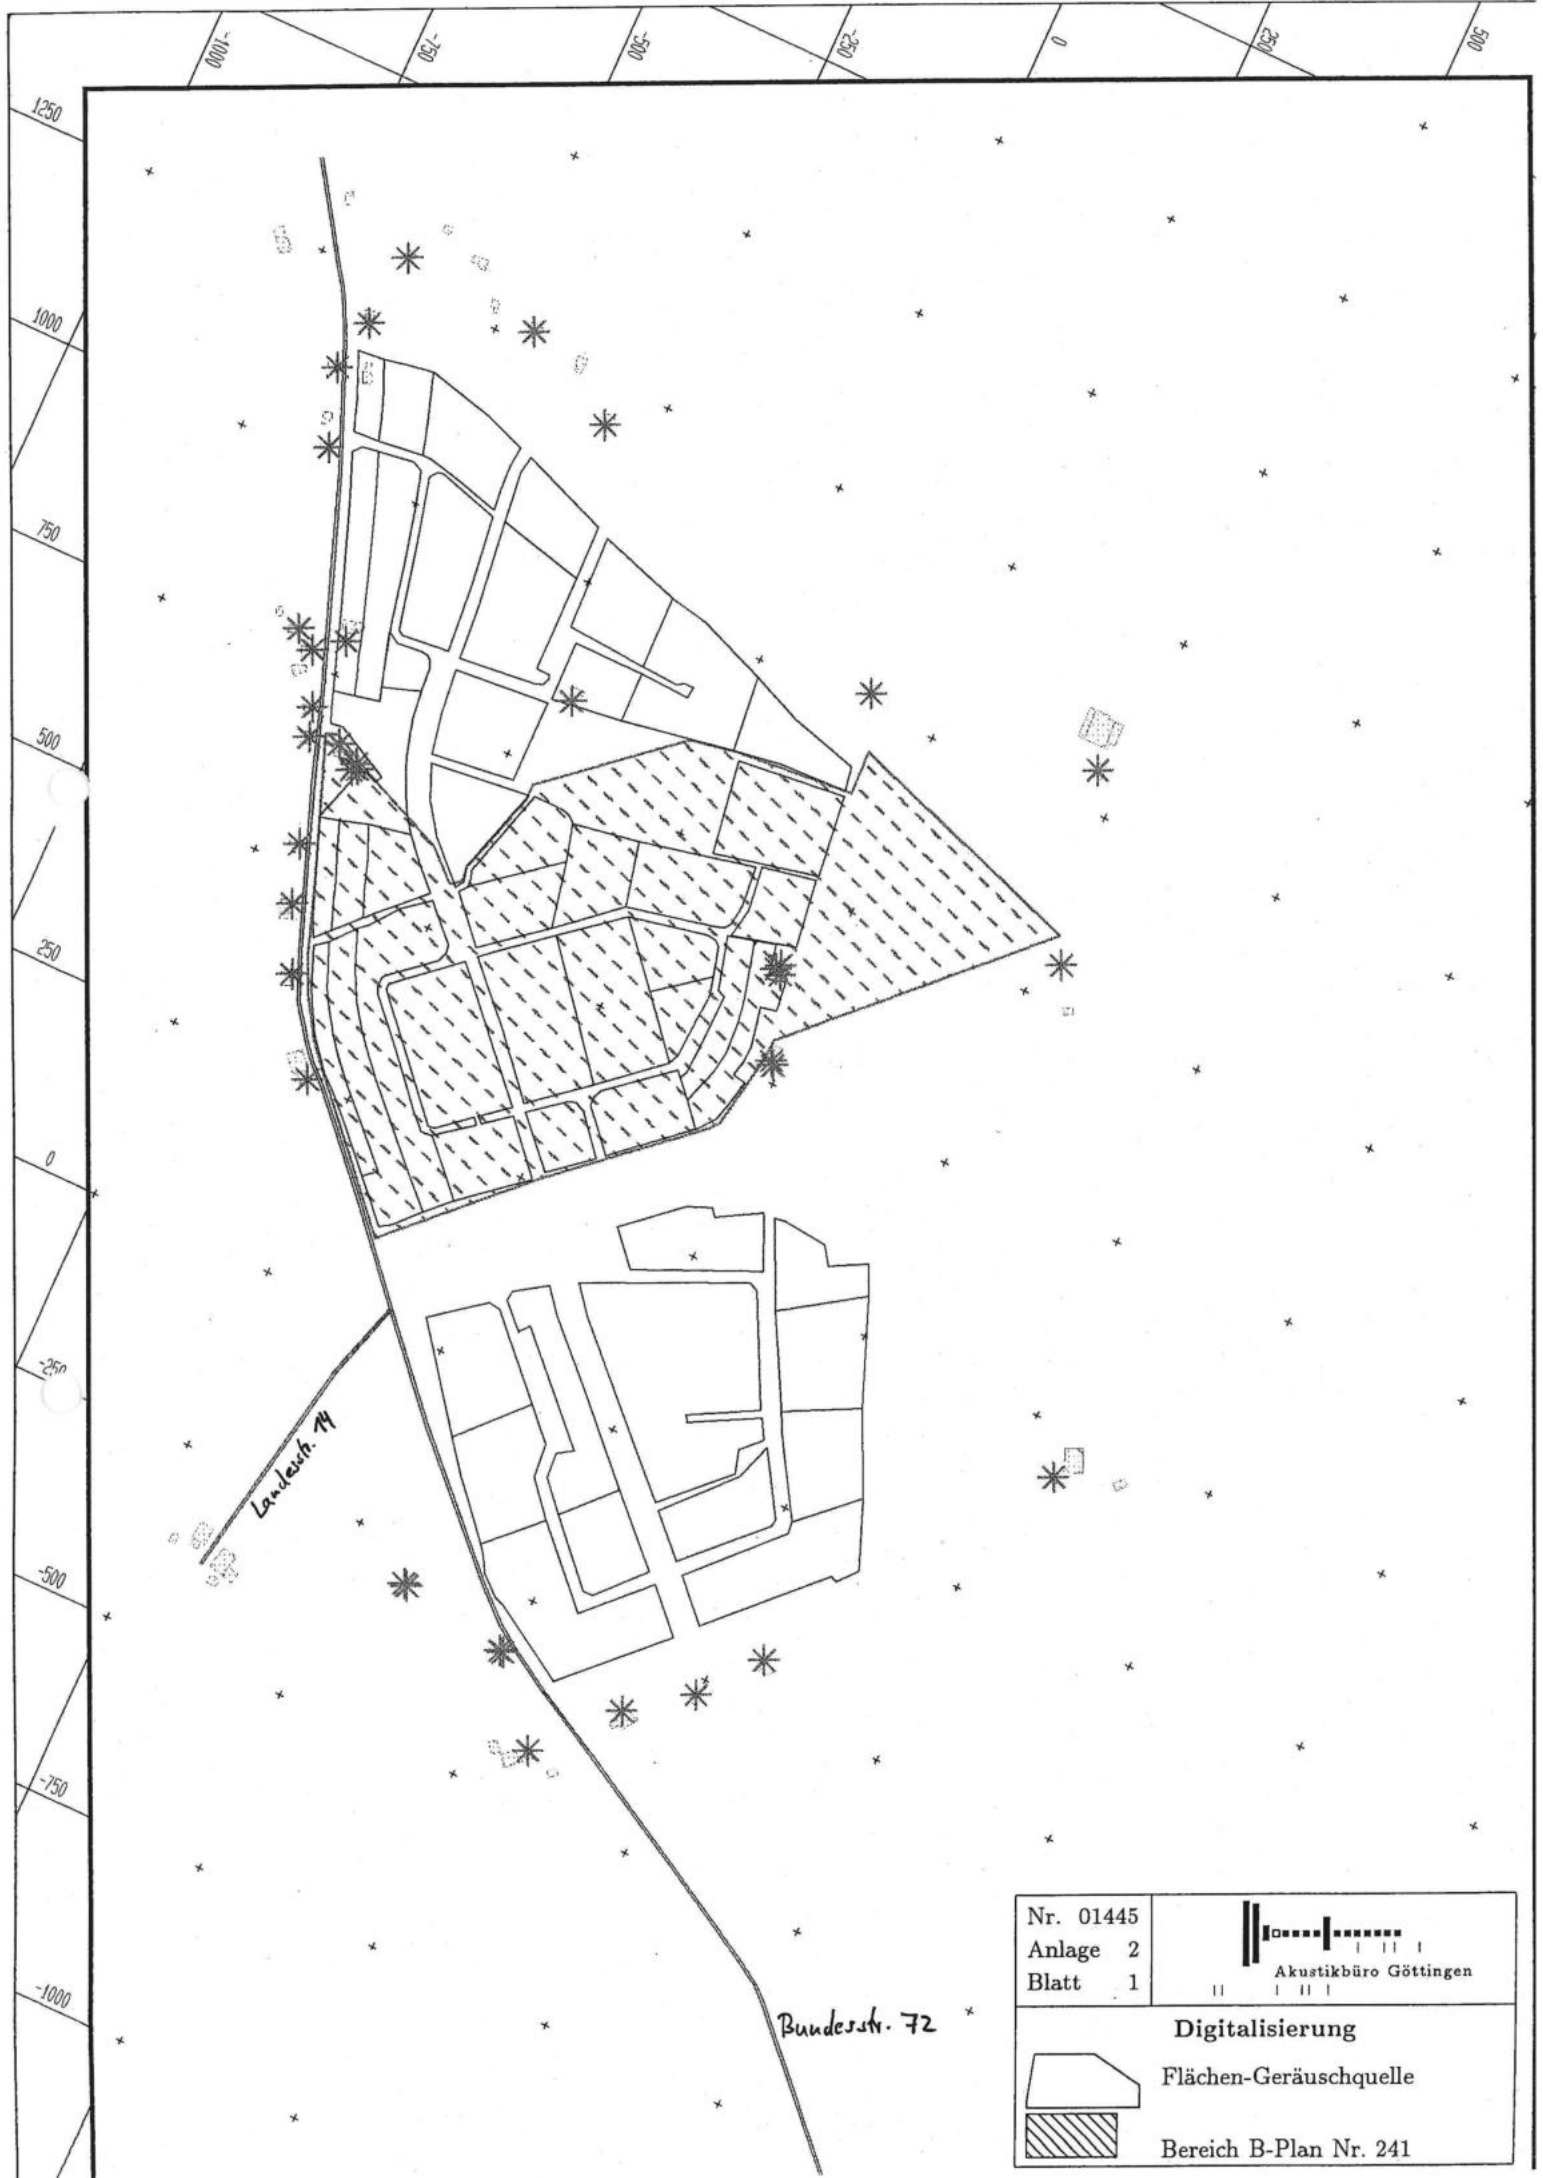 -1000
-750
-500
-250
0
250
500
1250
1000
750
500
250
0
-250
-500
-750
-1000
Landesstr. 14
Bundesstr. 72
Nr. 01445
Anlage 2
Blatt 1
Akustikbüro Göttingen
Digitalisierung
Flächen-Geräuschquelle
Bereich B-Plan Nr. 241